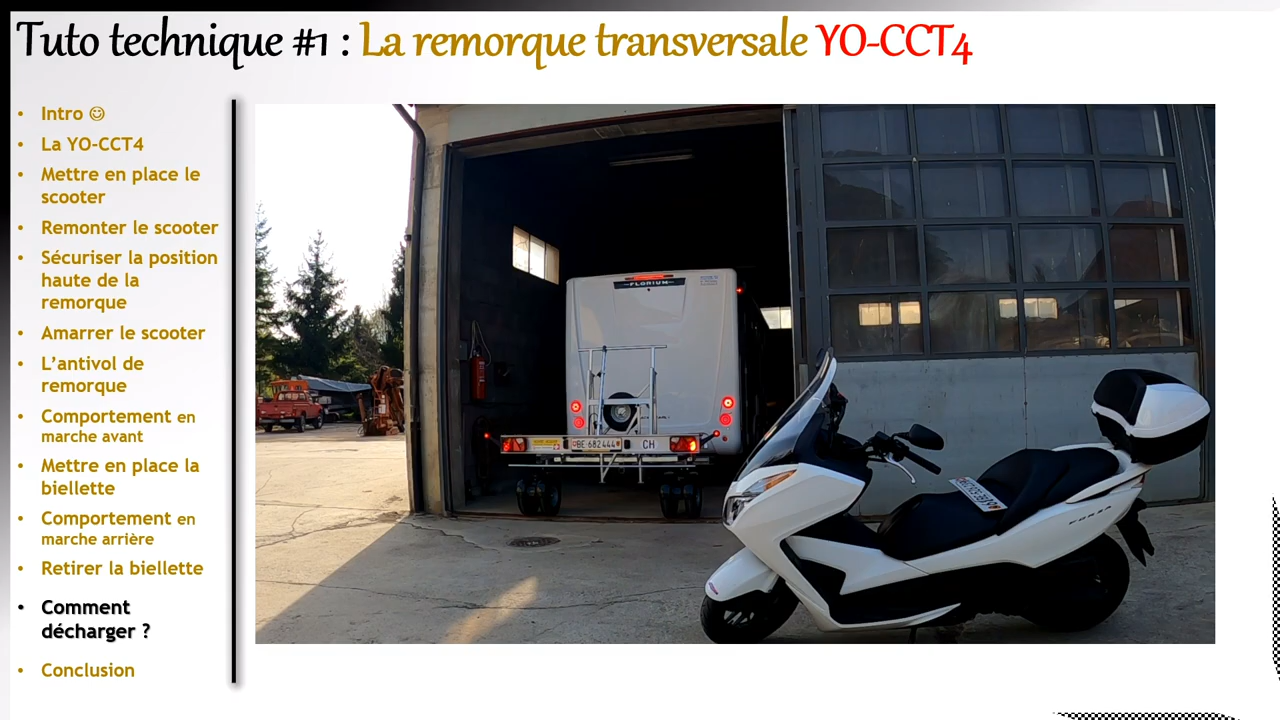 Tuto technique #1 : La remorque transversale YO-CCT4
• Intro ☺
• La YO-CCT4
• Mettre en place le
scooter
• Remonter le scooter
• Sécuriser la position
haute de la
remorque
• Amarrer le scooter
• L’antivol de
remorque
• Comportement en
marche avant
• Mettre en place la
biellette
• Comportement en
marche arrière
• Retirer la biellette
• Comment
décharger ?
• Conclusion
FLORIUM
BE 682444
CH
FORZA